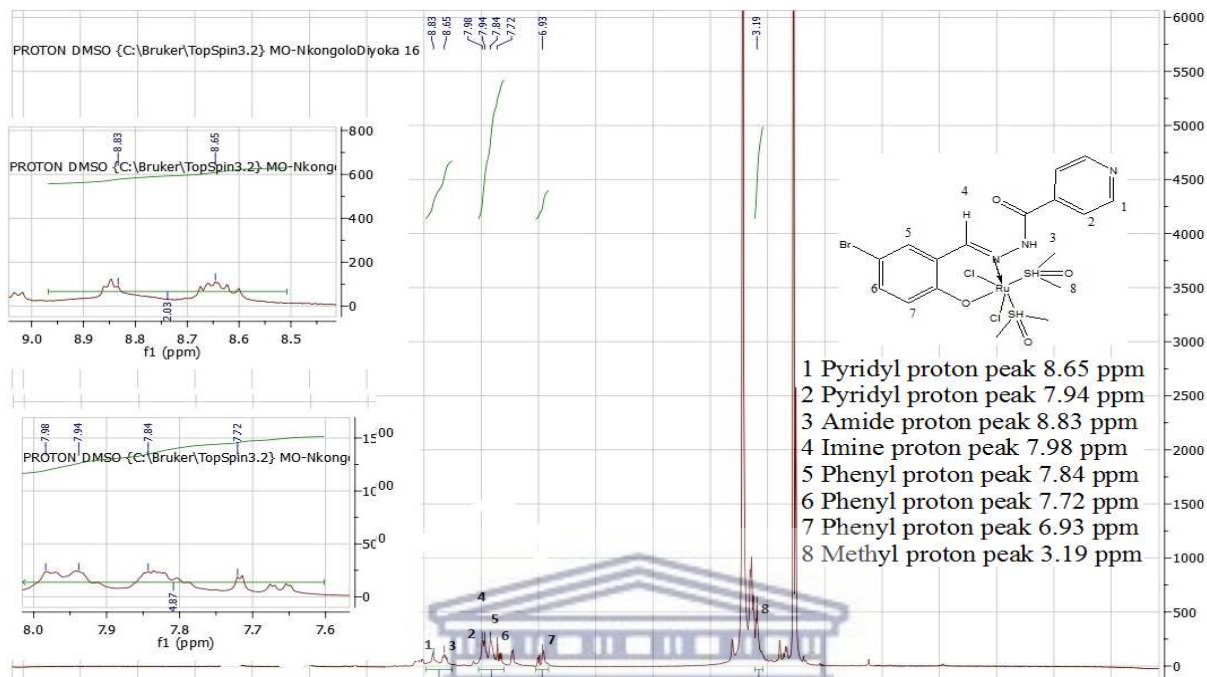 8.83 8.65 7.98 7.94 7.84 7.72 6.93 3.19
PROTON DMSO {C:\Bruker\TopSpin3.2} MO-NkongoloDiyoka 16
6000
5500
5000
4500
4000
3500
3000
2500
2000
1500
1000
500
0
8.83 8.65
PROTON DMSO {C:\Bruker\TopSpin3.2} MO-Nkong
800
600
400
200
0
2.03
9.0 8.9 8.8 8.7 8.6 8.5
f1 (ppm)
7.98 7.94 7.84 7.72
PROTON DMSO {C:\Bruker\TopSpin3.2} MO-Nkong
1500
1000
500
0
4.87
8.0 7.9 7.8 7.7 7.6
f1 (ppm)
N
4
O
1
H
2
5
NH
3
Br
N
Cl
SH
O
6
Ru
8
7
O
Cl
SH
O
1 Pyridyl proton peak 8.65 ppm
2 Pyridyl proton peak 7.94 ppm
3 Amide proton peak 8.83 ppm
4 Imine proton peak 7.98 ppm
5 Phenyl proton peak 7.84 ppm
6 Phenyl proton peak 7.72 ppm
7 Phenyl proton peak 6.93 ppm
8 Methyl proton peak 3.19 ppm
4
8
5
2 6
1 3 7